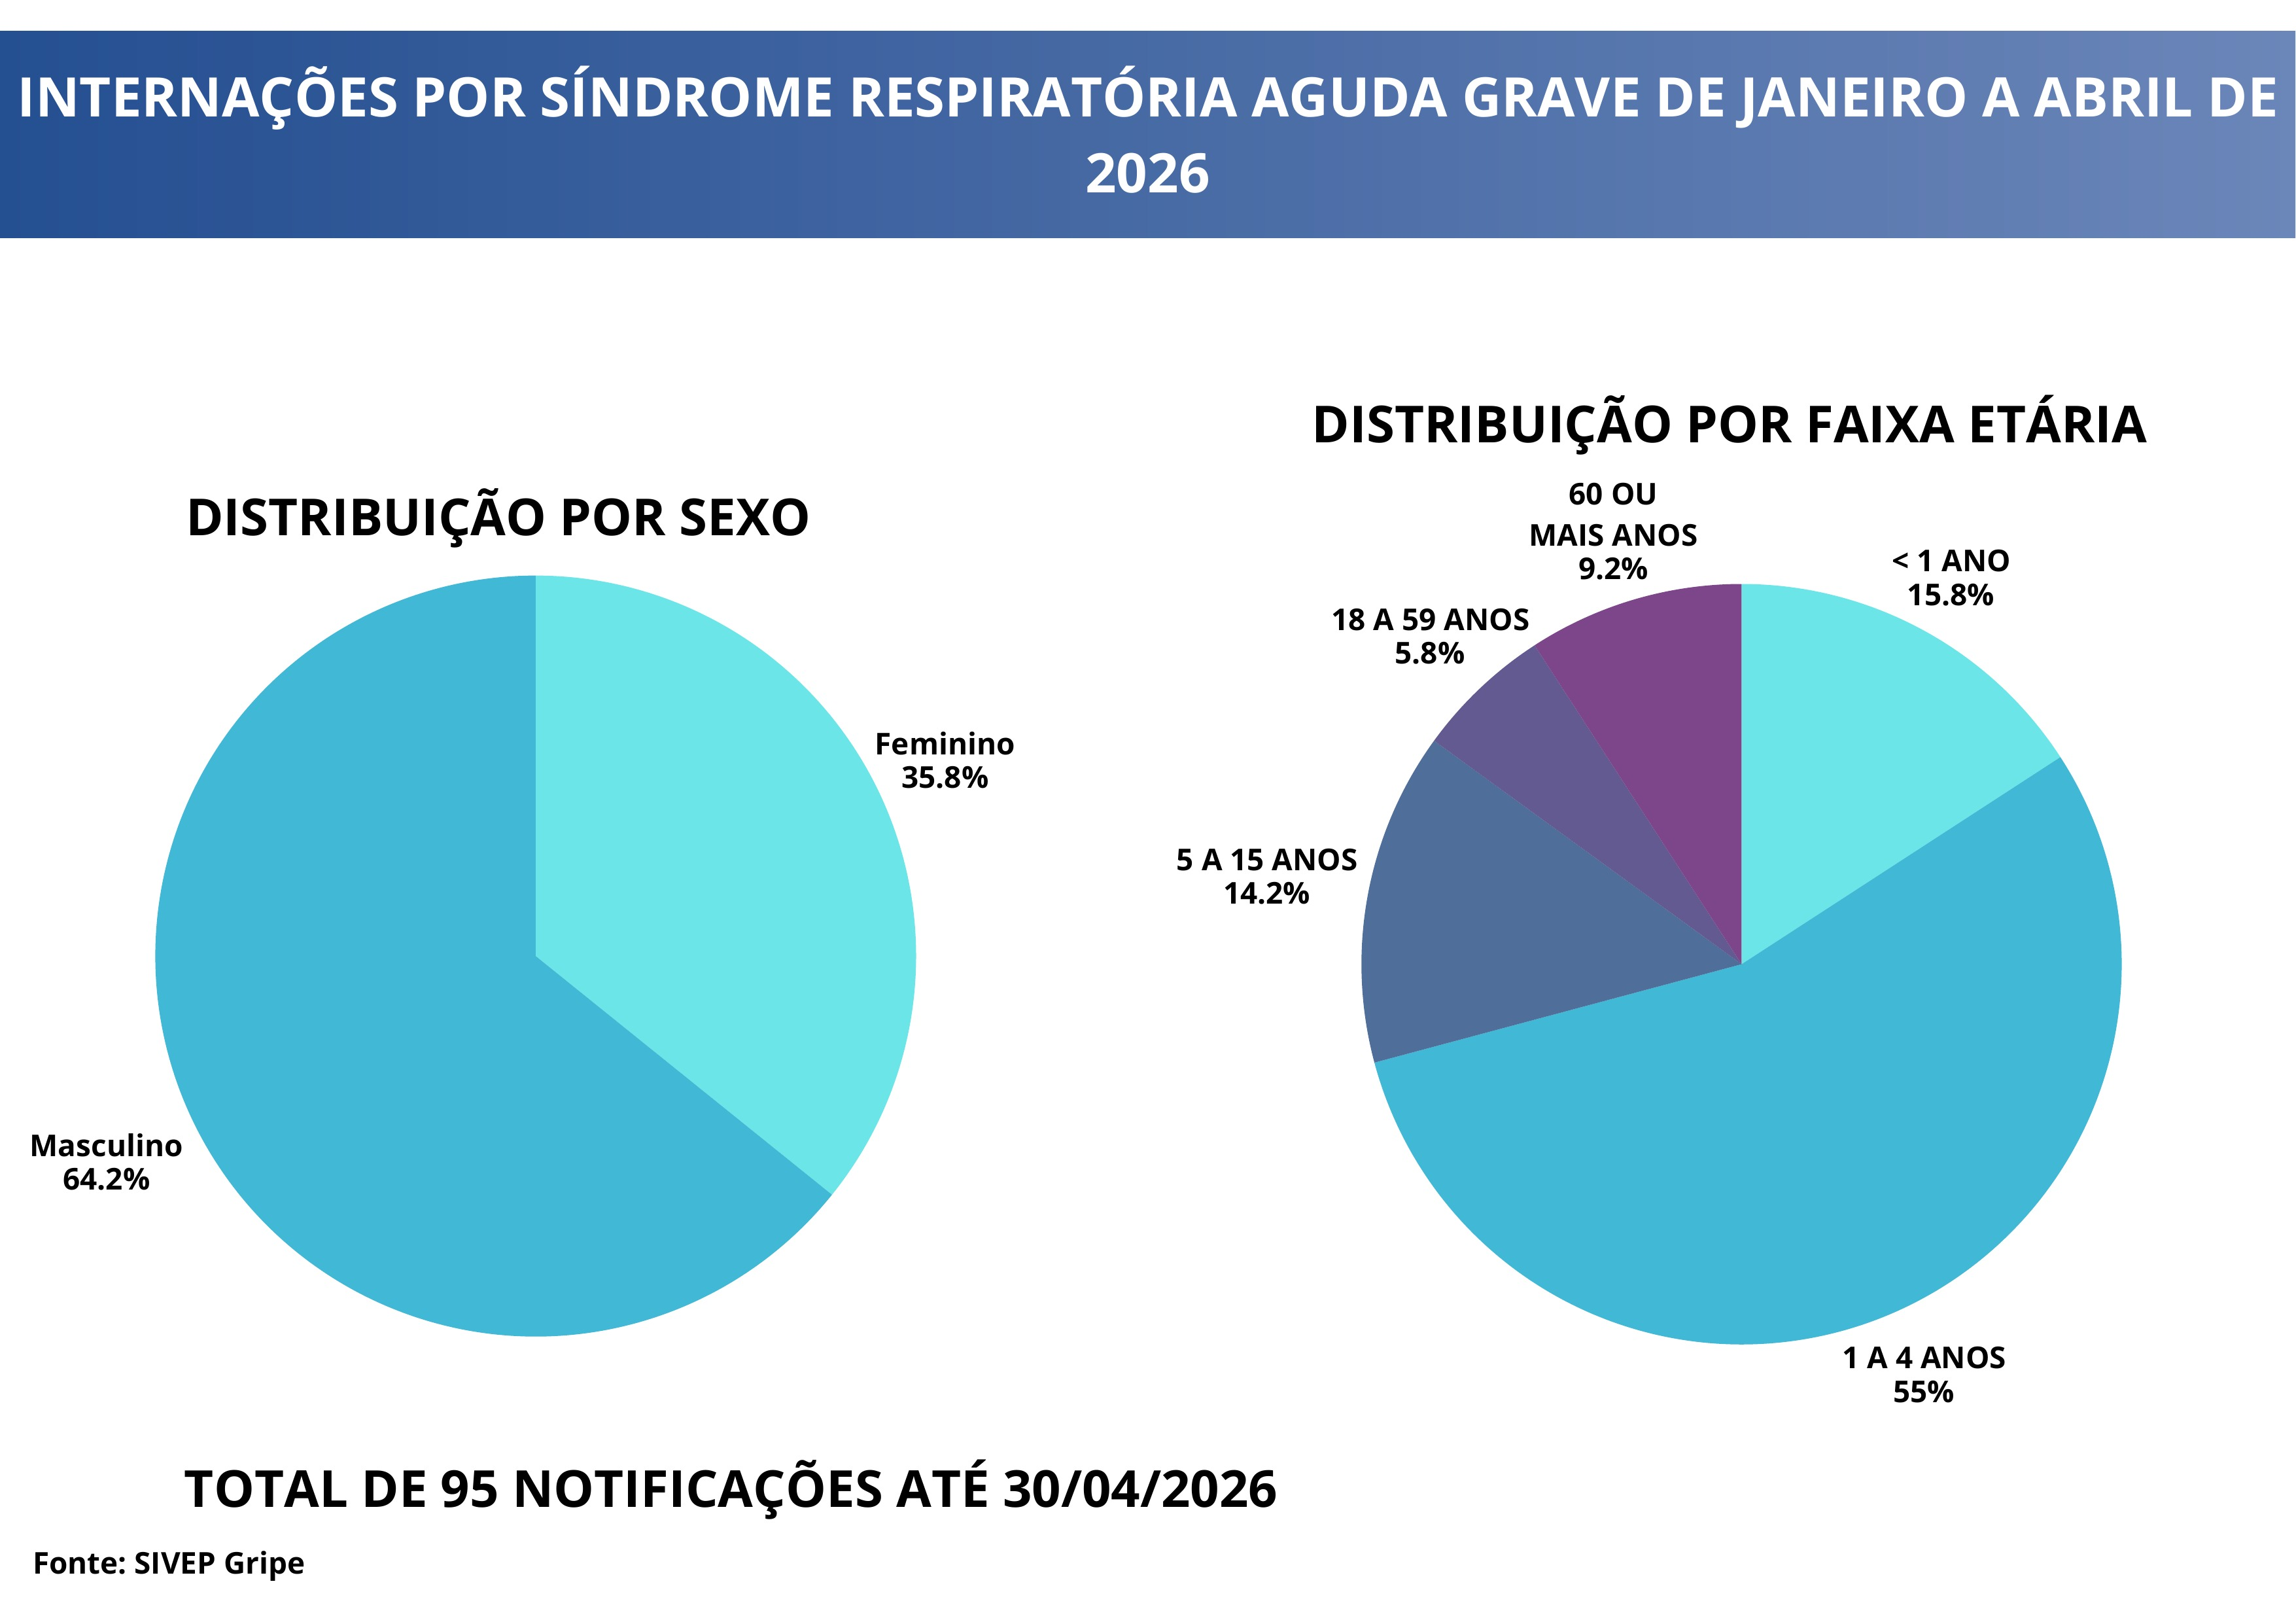 INTERNAÇÕES POR SÍNDROME RESPIRATÓRIA AGUDA GRAVE DE JANEIRO A ABRIL DE
2026
DISTRIBUIÇÃO POR SEXO
Feminino
35.8%
Masculino
64.2%
DISTRIBUIÇÃO POR FAIXA ETÁRIA
60 OU
MAIS ANOS
9.2%
< 1 ANO
15.8%
18 A 59 ANOS
5.8%
5 A 15 ANOS
14.2%
1 A 4 ANOS
55%
TOTAL DE 95 NOTIFICAÇÕES ATÉ 30/04/2026
Fonte: SIVEP Gripe